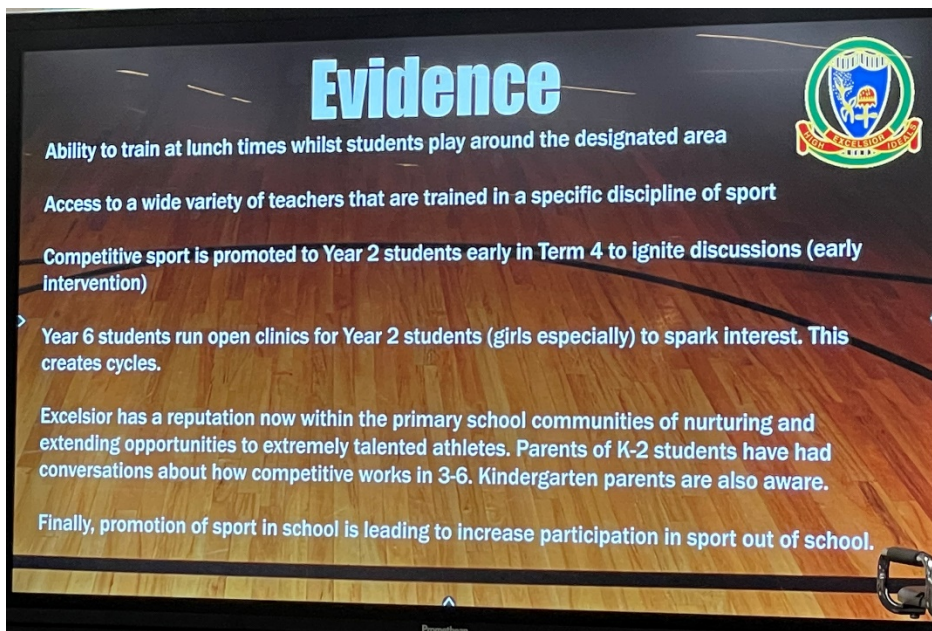 Evidence
Ability to train at lunch times whilst students play around the designated area
Access to a wide variety of teachers that are trained in a specific discipline of sport
Competitive sport is promoted to Year 2 students early in Term 4 to ignite discussions (early
intervention)
Year 6 students run open clinics for Year 2 students (girls especially) to spark interest. This
creates cycles.
Excelsior has a reputation now within the primary school communities of nurturing and
extending opportunities to extremely talented athletes. Parents of K-2 students have had
conversations about how competitive works in 3-6. Kindergarten parents are also aware.
Finally, promotion of sport in school is leading to increase participation in sport out of school.
HIGH EXCELSIOR IDEALS
Promethean